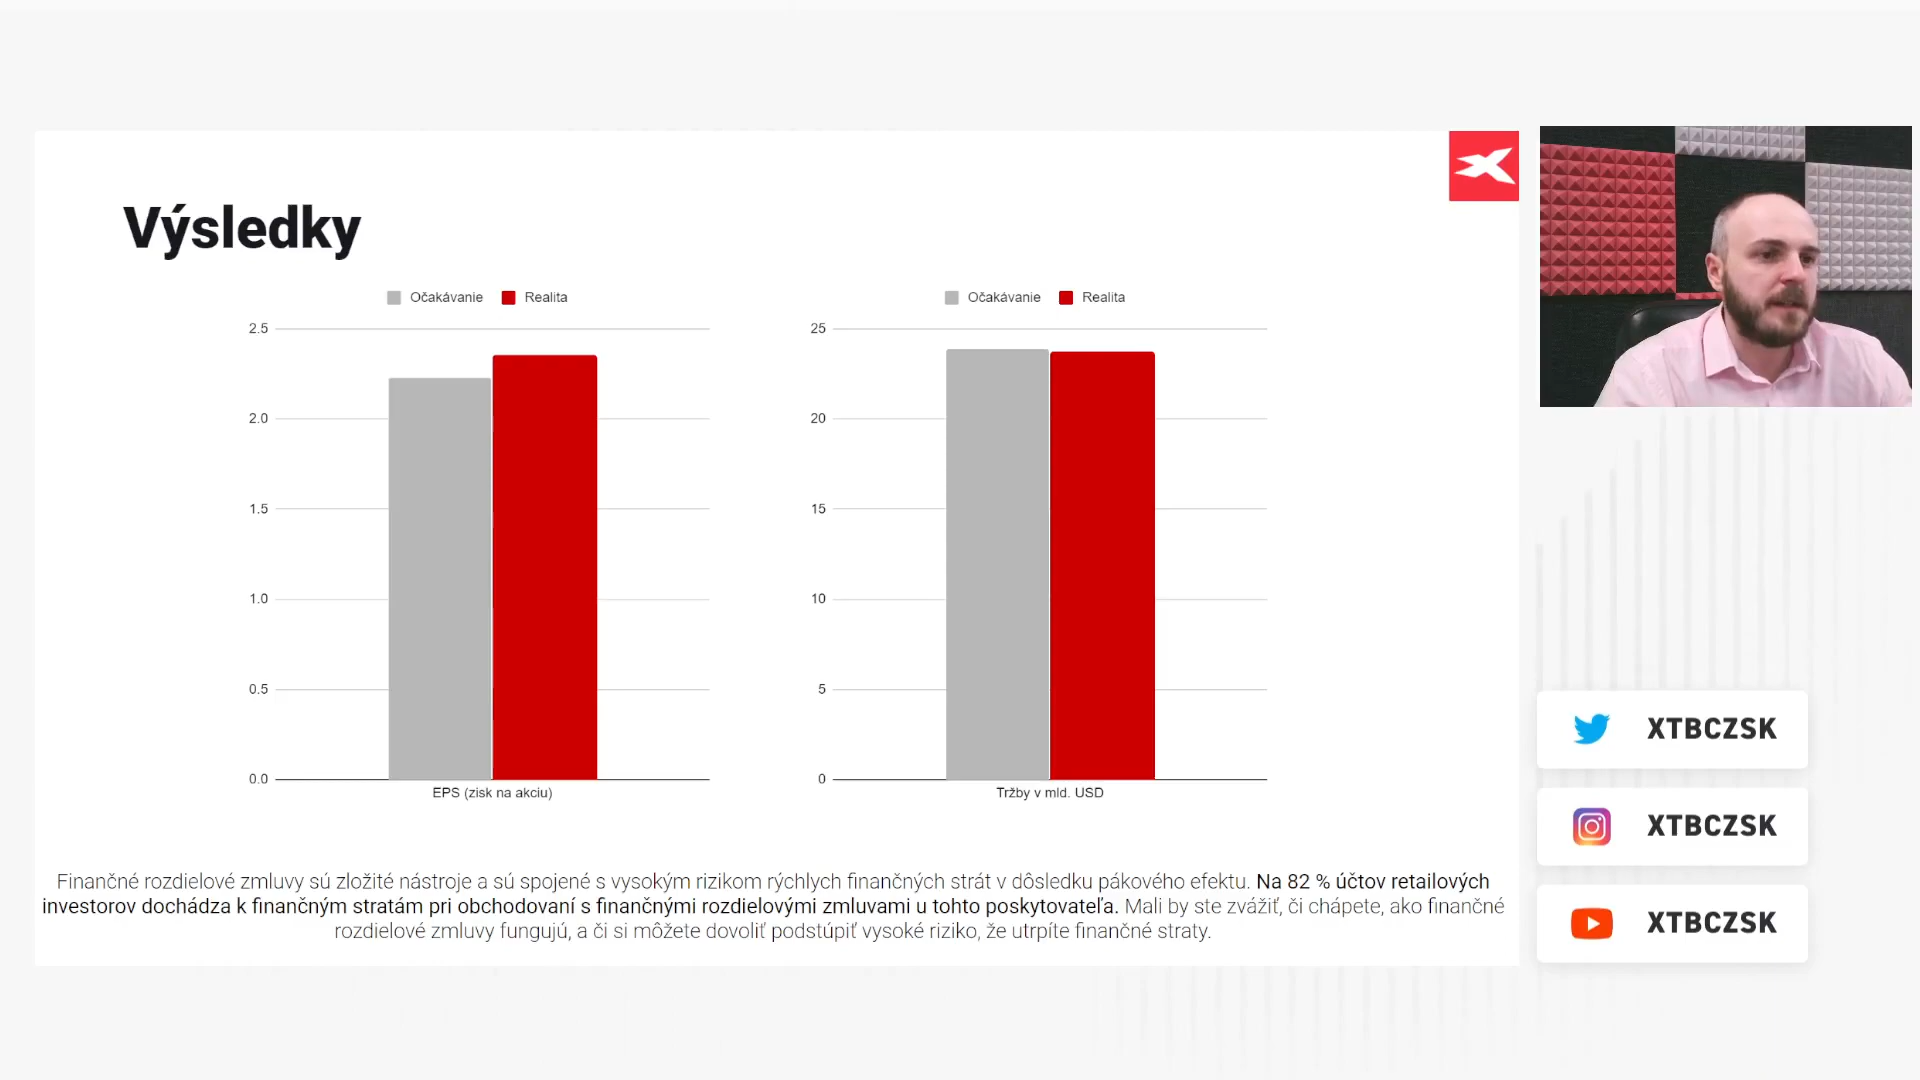 Výsledky
Očakávanie Realita
2.5
2.0
1.5
1.0
0.5
0.0
EPS (zisk na akciu)
Očakávanie Realita
25
20
15
10
5
0
Tržby v mld. USD
Finančné rozdielové zmluvy sú zložité nástroje a sú spojené s vysokým rizikom rýchlych finančných strát v dôsledku pákového efektu. Na 82 % účtov retailových
investorov dochádza k finančným stratám pri obchodovaní s finančnými rozdielovými zmluvami u tohto poskytovateľa. Mali by ste zvážiť, či chápete, ako finančné
rozdielové zmluvy fungujú, a či si môžete dovoliť podstúpiť vysoké riziko, že utrpíte finančné straty.
XTBCZSK
XTBCZSK
XTBCZSK